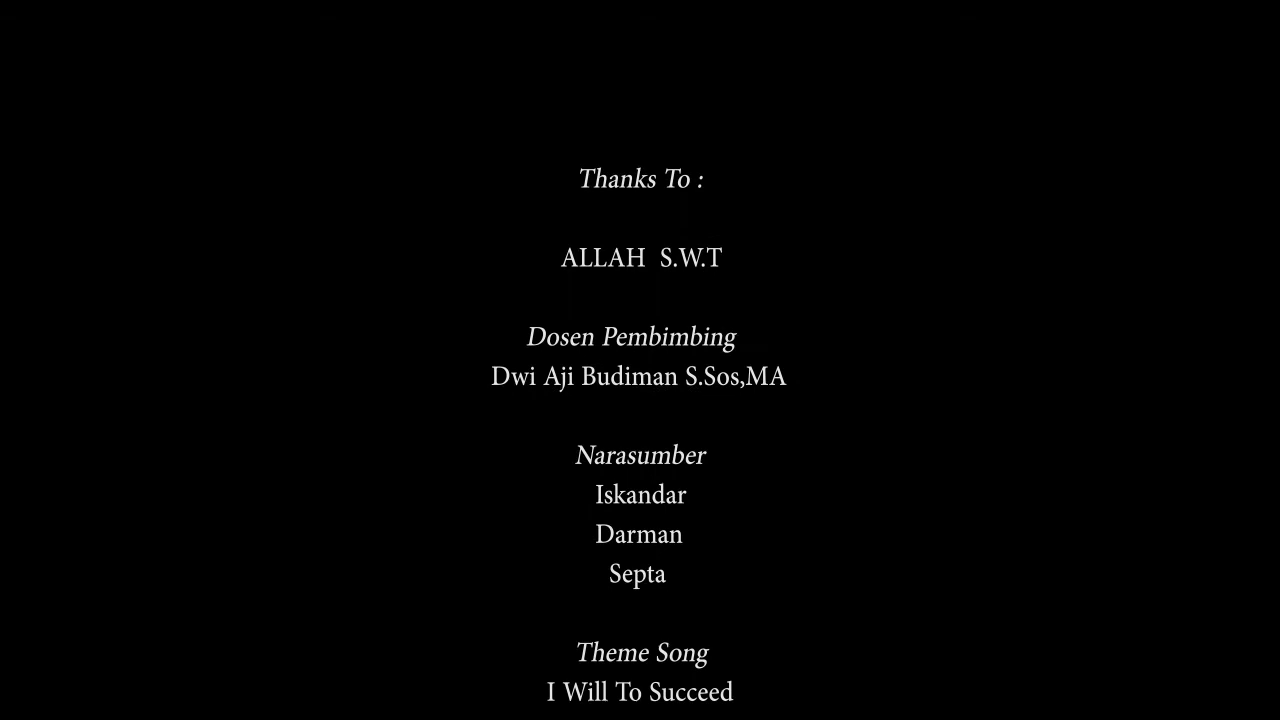 Thanks To :
ALLAH  S.W.T
Dosen Pembimbing
Dwi Aji Budiman S.Sos,MA
Narasumber
Iskandar
Darman
Septa
Theme Song
I Will To Succeed